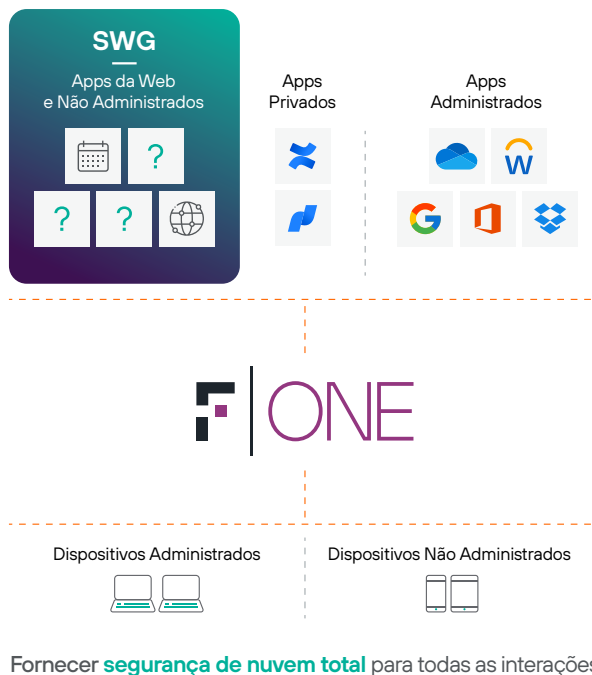 SWG
Apps da Web
e Não Administrados
? 
? ?
Apps
Privados
Apps
Administrados
W
G
F|ONE
Dispositivos Administrados
Dispositivos Não Administrados
Fornecer segurança de nuvem total para todas as interações